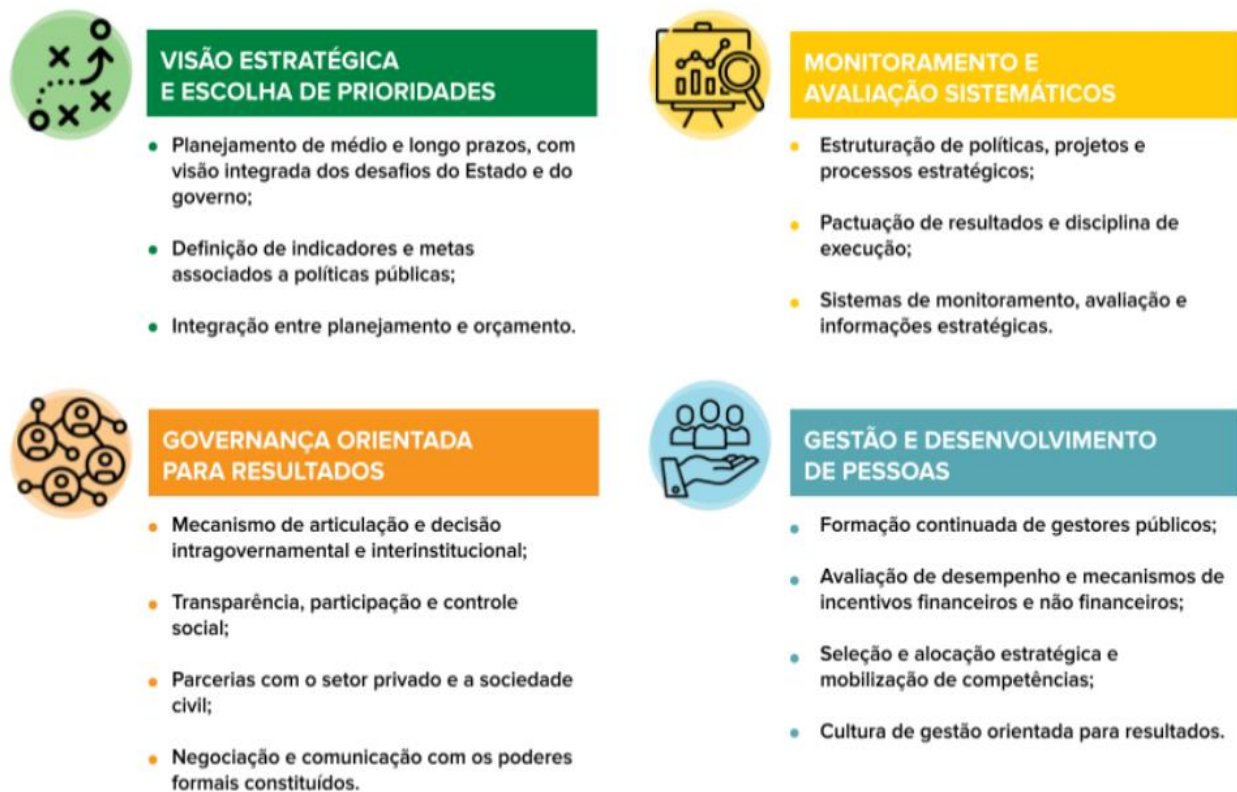 VISÃO ESTRATÉGICA
E ESCOLHA DE PRIORIDADES
Planejamento de médio e longo prazos, com
visão integrada dos desafios do Estado e do
governo;
Definição de indicadores e metas
associados a políticas públicas;
Integração entre planejamento e orçamento.
MONITORAMENTO E
AVALIAÇÃO SISTEMÁTICOS
Estruturação de políticas, projetos e
processos estratégicos;
Pactuação de resultados e disciplina de
execução;
Sistemas de monitoramento, avaliação e
informações estratégicas.
GOVERNANÇA ORIENTADA
PARA RESULTADOS
Mecanismo de articulação e decisão
intragovernamental e interinstitucional;
Transparência, participação e controle
social;
Parcerias com o setor privado e a sociedade
civil;
Negociação e comunicação com os poderes
formais constituídos.
GESTÃO E DESENVOLVIMENTO
DE PESSOAS
Formação continuada de gestores públicos;
Avaliação de desempenho e mecanismos de
incentivos financeiros e não financeiros;
Seleção e alocação estratégica e
mobilização de competências;
Cultura de gestão orientada para resultados.